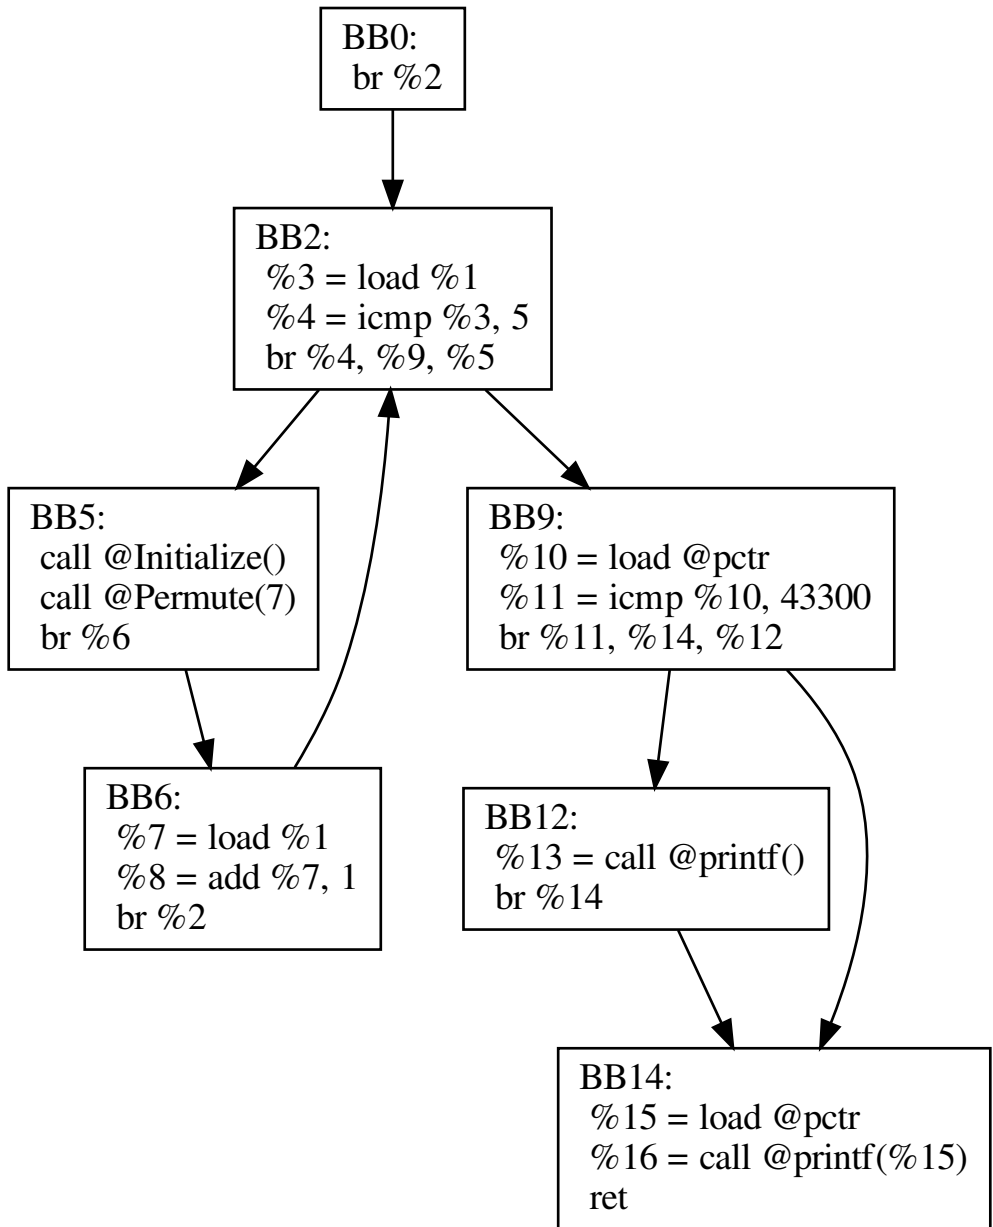 BB0:
br %2
BB2:
%3 = load %1
%4 = icmp %3, 5
br %4, %9, %5
BB5:
call @Initialize()
call @Permute(7)
br %6
BB9:
%10 = load @pctr
%11 = icmp %10, 43300
br %11, %14, %12
BB6:
%7 = load %1
%8 = add %7, 1
br %2
BB12:
%13 = call @printf()
br %14
BB14:
%15 = load @pctr
%16 = call @printf(%15)
ret